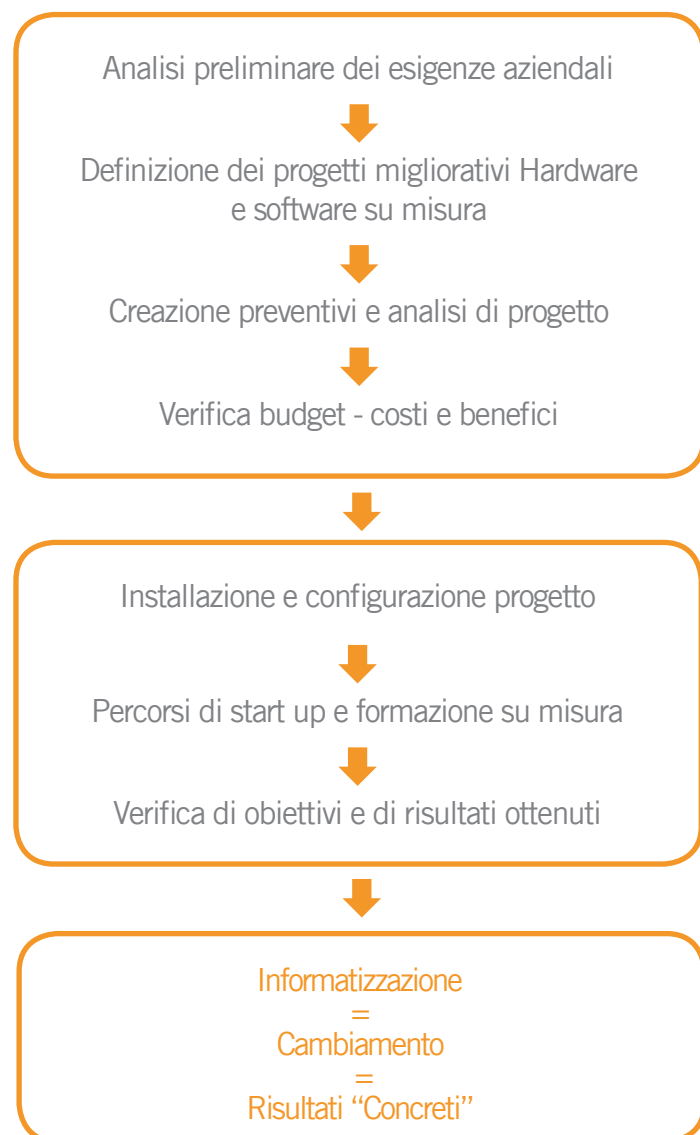 Analisi preliminare dei esigenze aziendali
Definizione dei progetti migliorativi Hardware
e software su misura
Creazione preventivi e analisi di progetto
Verifica budget - costi e benefici
Installazione e configurazione progetto
Percorsi di start up e formazione su misura
Verifica di obiettivi e di risultati ottenuti
Informatizzazione
=
Cambiamento
=
Risultati “Concreti”